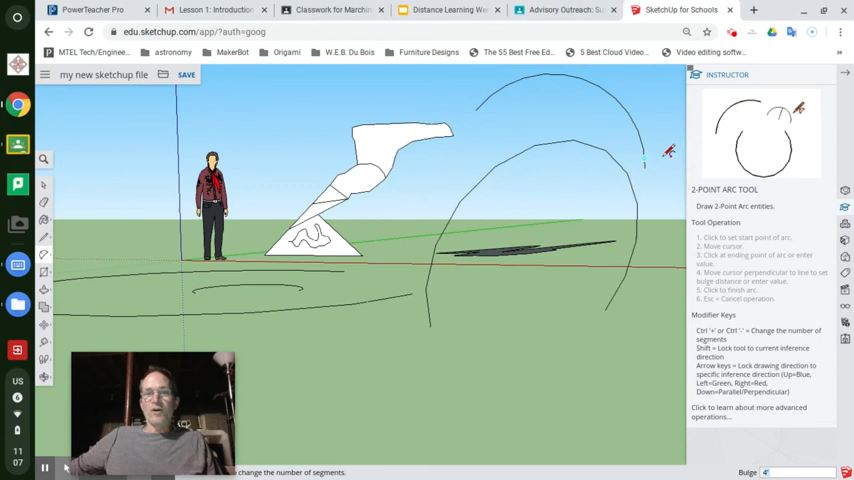 PowerTeacher Pro
Lesson 1: Introduction
Classwork for Marchin
Distance Learning We
Advisory Outreach: Su
SketchUp for Schools
edu.sketchup.com/app/?auth=goog
MTEL Tech/Enginee...
astronomy
MakerBot
Origami
W.E.B. Du Bois
Furniture Designs
The 55 Best Free Ed...
5 Best Cloud Video...
Video editing softw...
my new sketchup file
SAVE
INSTRUCTOR
2-POINT ARC TOOL
Draw 2-Point Arc entities.
Tool Operation
1. Click to set start point of arc.
2. Move cursor.
3. Click at ending point of arc or enter
value.
4. Move cursor perpendicular to line to set
bulge distance or enter value.
5. Click to finish arc.
6. Esc = Cancel operation.
Modifier Keys
Ctrl '+' or Ctrl '-' = Change the number of
segments
Shift = Lock tool to current inference
direction
Arrow keys = Lock drawing direction to
specific inference direction (Up=Blue,
Left=Green, Right=Red,
Down=Parallel/Perpendicular)
Click to learn about more advanced
operations...
US
6
11
07
o change the number of segments.
Bulge
4'